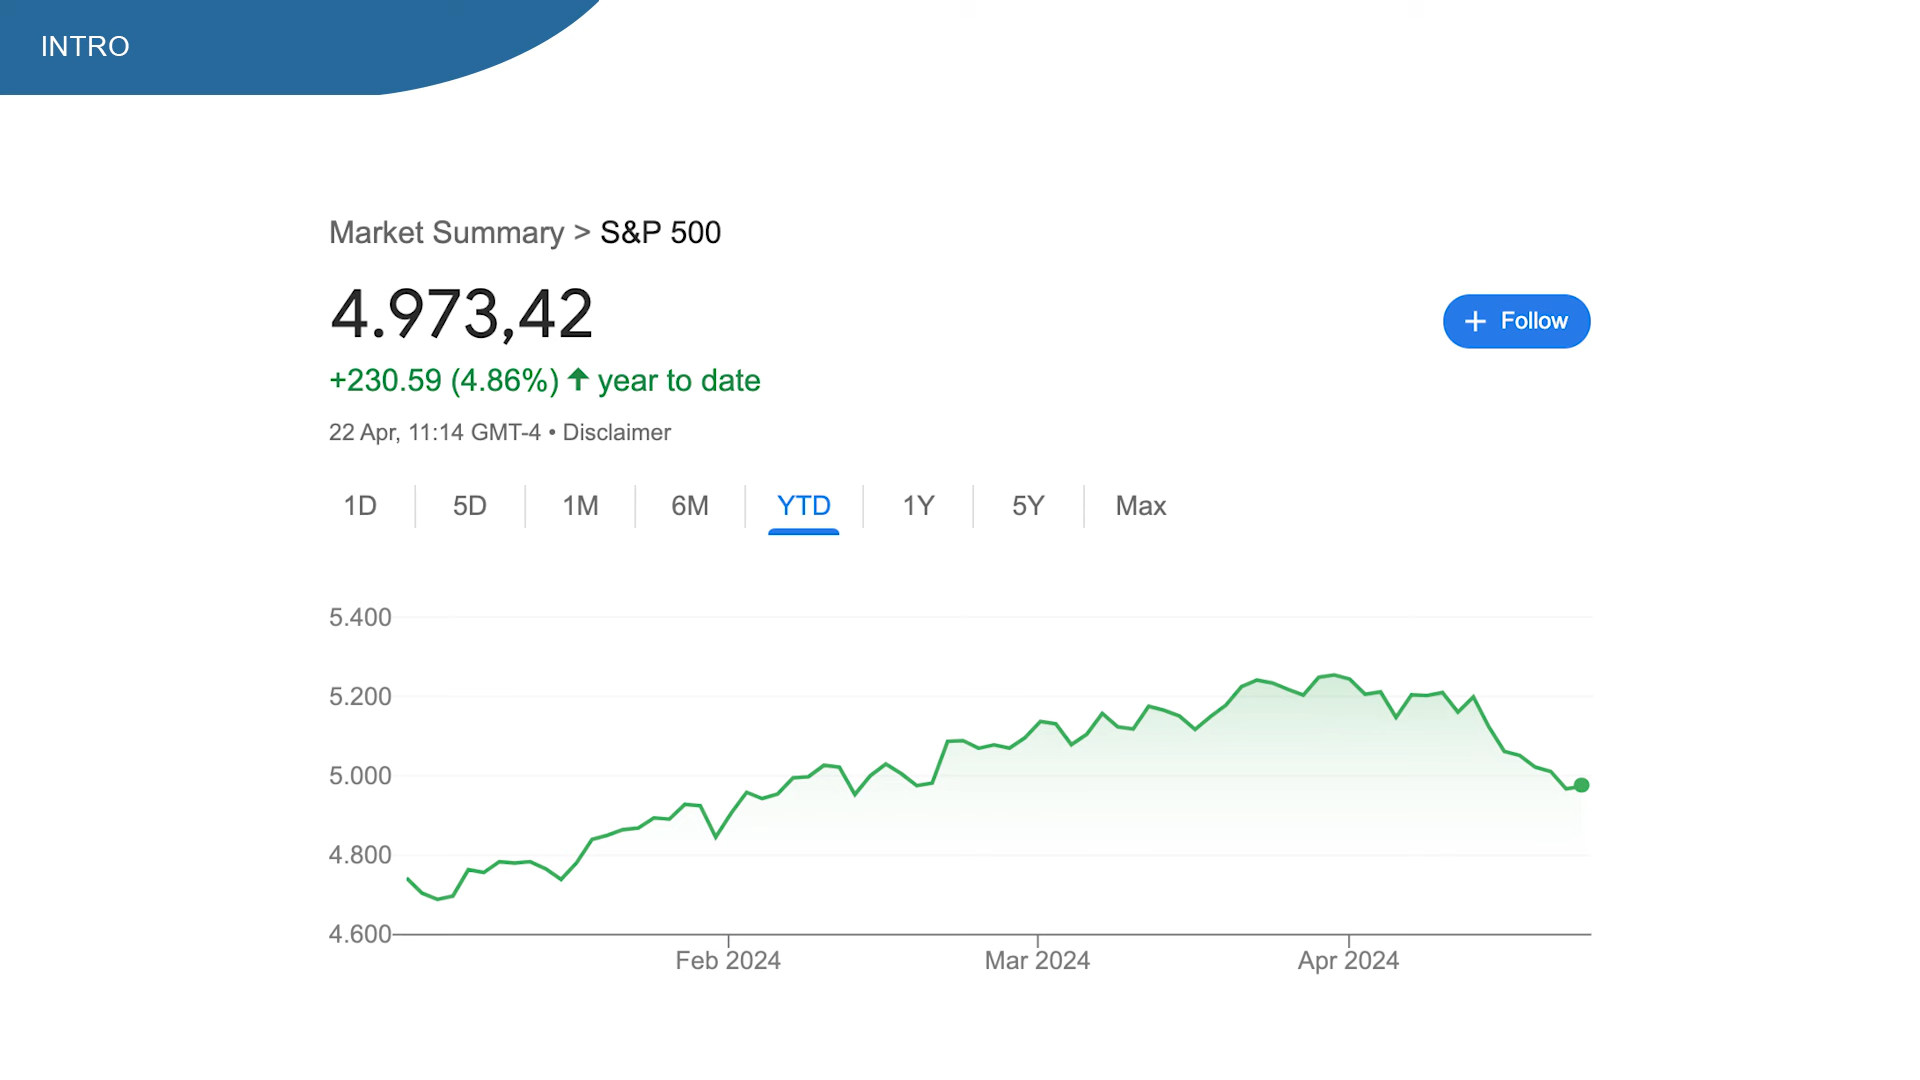 INTRO
Market Summary > S&P 500
4.973,42
+ Follow
+230.59 (4.86%) ↑ year to date
22 Apr, 11:14 GMT-4 • Disclaimer
1D 5D 1M 6M YTD 1Y 5Y Max
5.400
5.200
5.000
4.800
4.600
Feb 2024 Mar 2024 Apr 2024